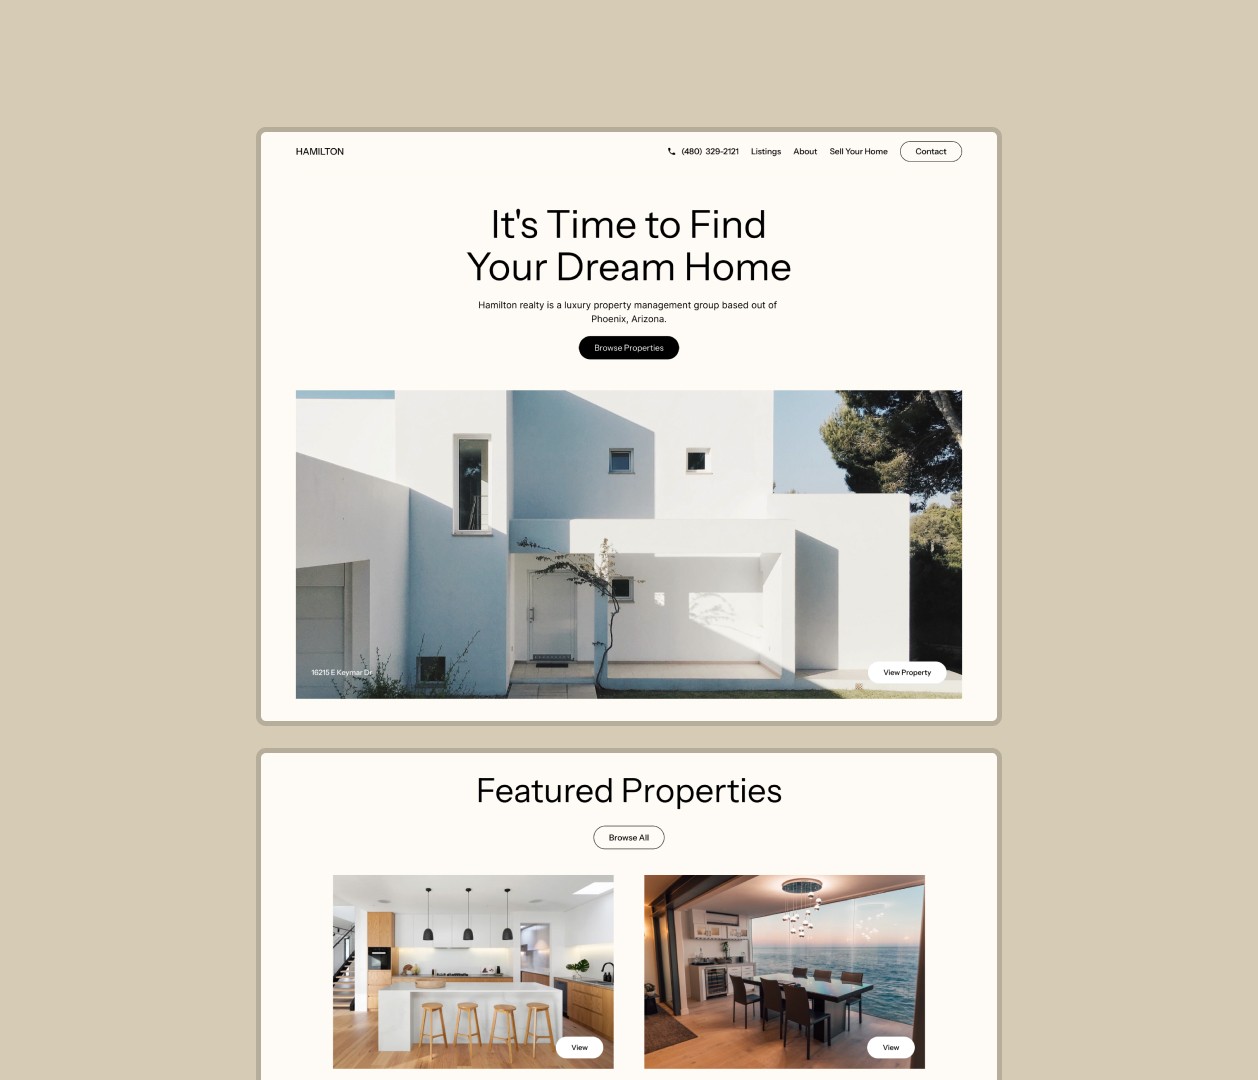 HAMILTON
(480) 329-2121 Listings About Sell Your Home Contact
It's Time to Find
Your Dream Home
Hamilton realty is a luxury property management group based out of
Phoenix, Arizona.
Browse Properties
16215 E Keymar Dr
View Property
Featured Properties
Browse All
View
View